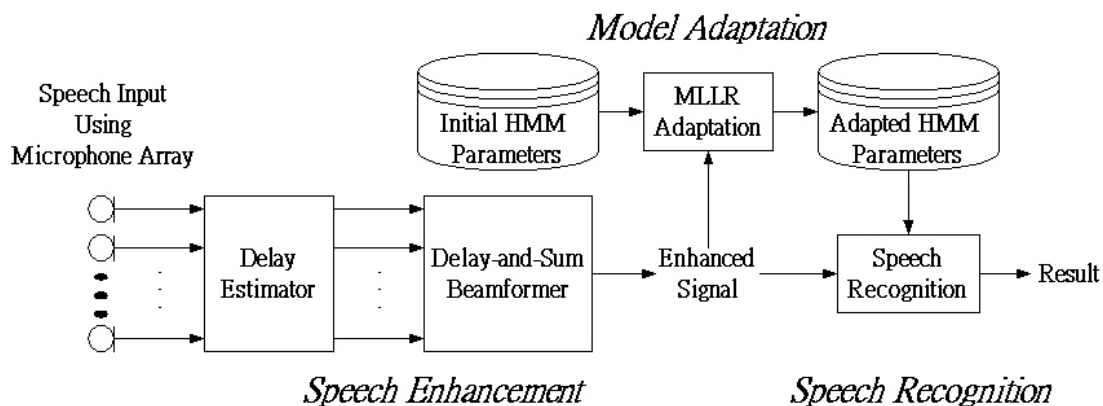 Model Adaptation
Speech Input
Using
Microphone Array
Initial HMM
Parameters
MLLR
Adaptation
Adapted HMM
Parameters
Delay
Estimator
Delay-and-Sum
Beamformer
Enhanced
Signal
Speech
Recognition
Result
Speech Enhancement
Speech Recognition